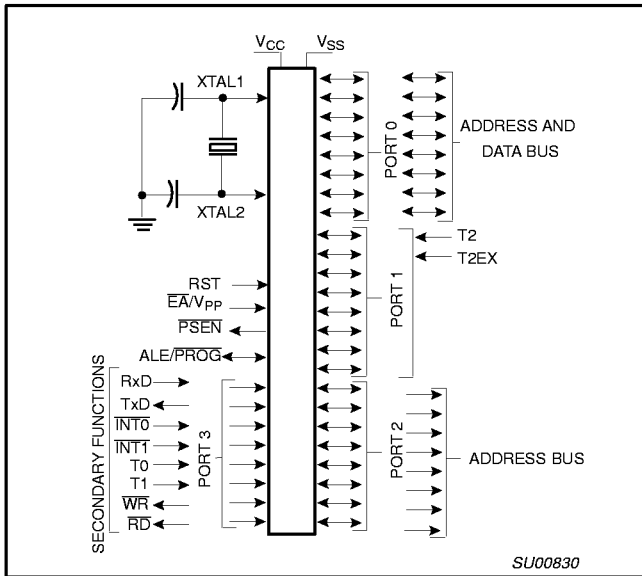 VCC VSS
XTAL1
XTAL2
PORT 0
ADDRESS AND
DATA BUS
T2
T2EX
PORT 1
RST
EA/VPP
PSEN
ALE/PROG
SECONDARY FUNCTIONS
RxD
TxD
INT0
INT1
T0
T1
WR
RD
PORT 3
PORT 2
ADDRESS BUS
SU00830